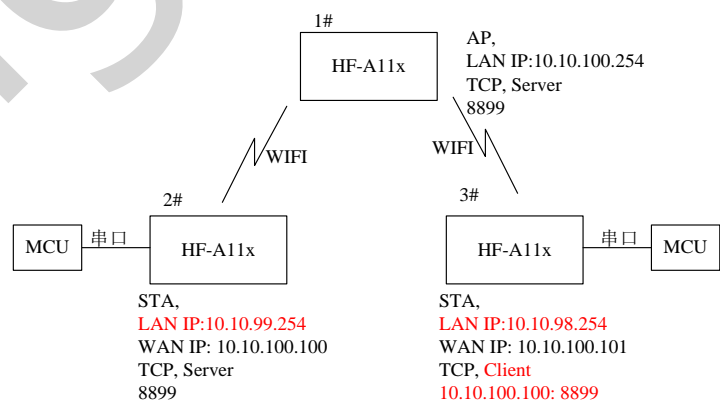 1#
HF-A11x
AP,
LAN IP:10.10.100.254
TCP, Server
8899
WIFI
WIFI
2#
3#
MCU
串口
HF-A11x
HF-A11x
串口
MCU
STA,
LAN IP:10.10.99.254
WAN IP: 10.10.100.100
TCP, Server
8899
STA,
LAN IP:10.10.98.254
WAN IP: 10.10.100.101
TCP, Client
10.10.100.100: 8899